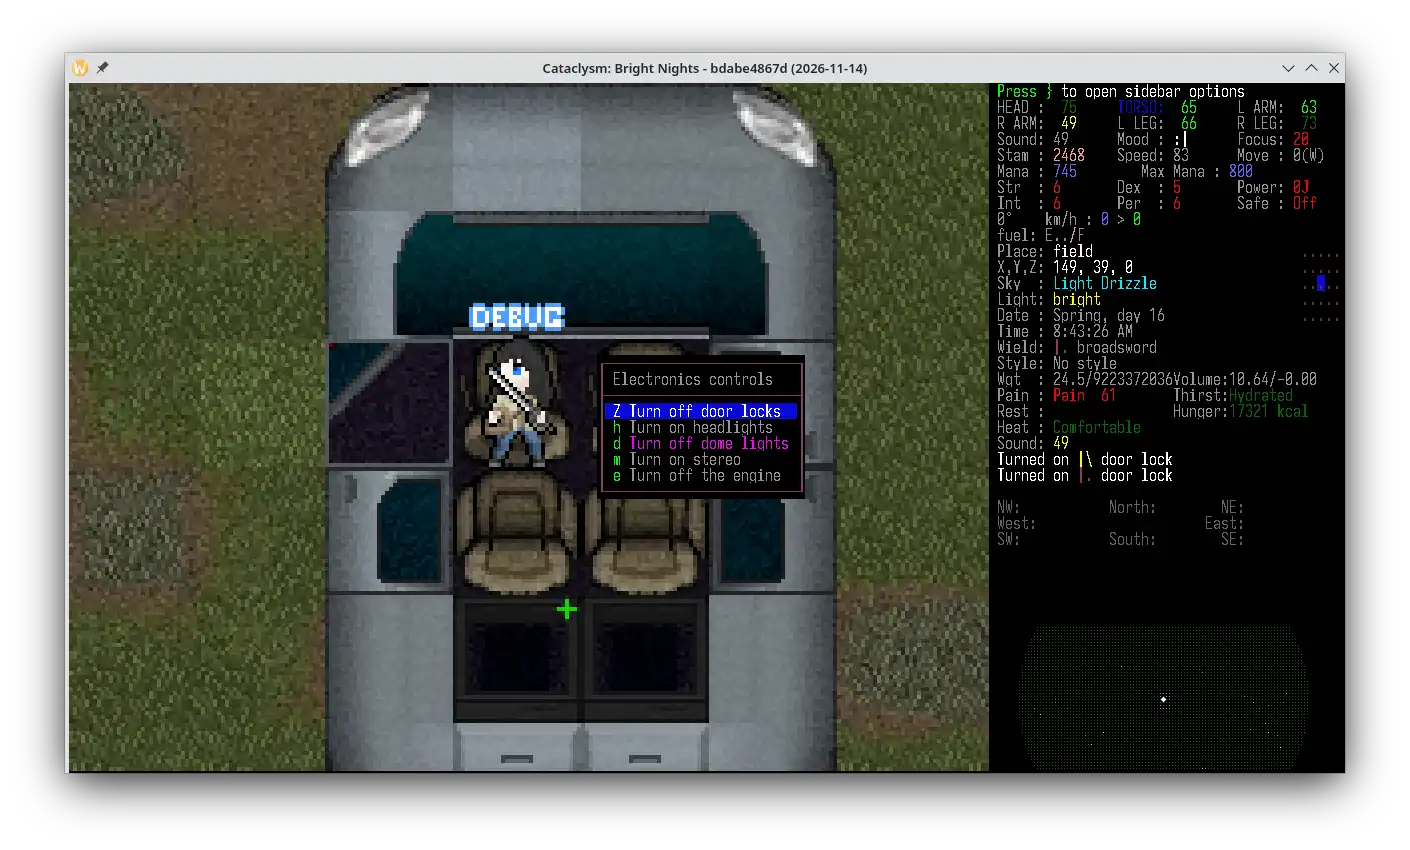 Cataclysm: Bright Nights - bdabe4867d (2026-11-14)
Press } to open sidebar options
HEAD : 75 TORSO: 65 L ARM: 63
R ARM: 49 L LEG: 66 R LEG: 73
Sound: 49 Mood : :| Focus: 20
Stam : 2468 Speed: 83 Move : 0(W)
Mana : 745 Max Mana : 800
Str : 6 Dex : 5 Power: 0J
Int : 6 Per : 6 Safe : Off
0° km/h : 0 > 0
fuel: E../F
Place: field
X,Y,Z: 149, 39, 0
Sky : Light Drizzle
Light: bright
Date : Spring, day 16
Time : 8:43:26 AM
Wield: |. broadsword
Style: No style
Wgt : 24.5/9223372036Volume:10.64/-0.00
Pain : Pain 61 Thirst:Hydrated
Rest : Hunger:17321 kcal
Heat : Comfortable
Sound: 49
Turned on |\ door lock
Turned on |. door lock
NW: North: NE:
West: East:
SW: South: SE:
DEBUG
Electronics controls
Z Turn off door locks
h Turn on headlights
d Turn off dome lights
m Turn on stereo
e Turn off the engine